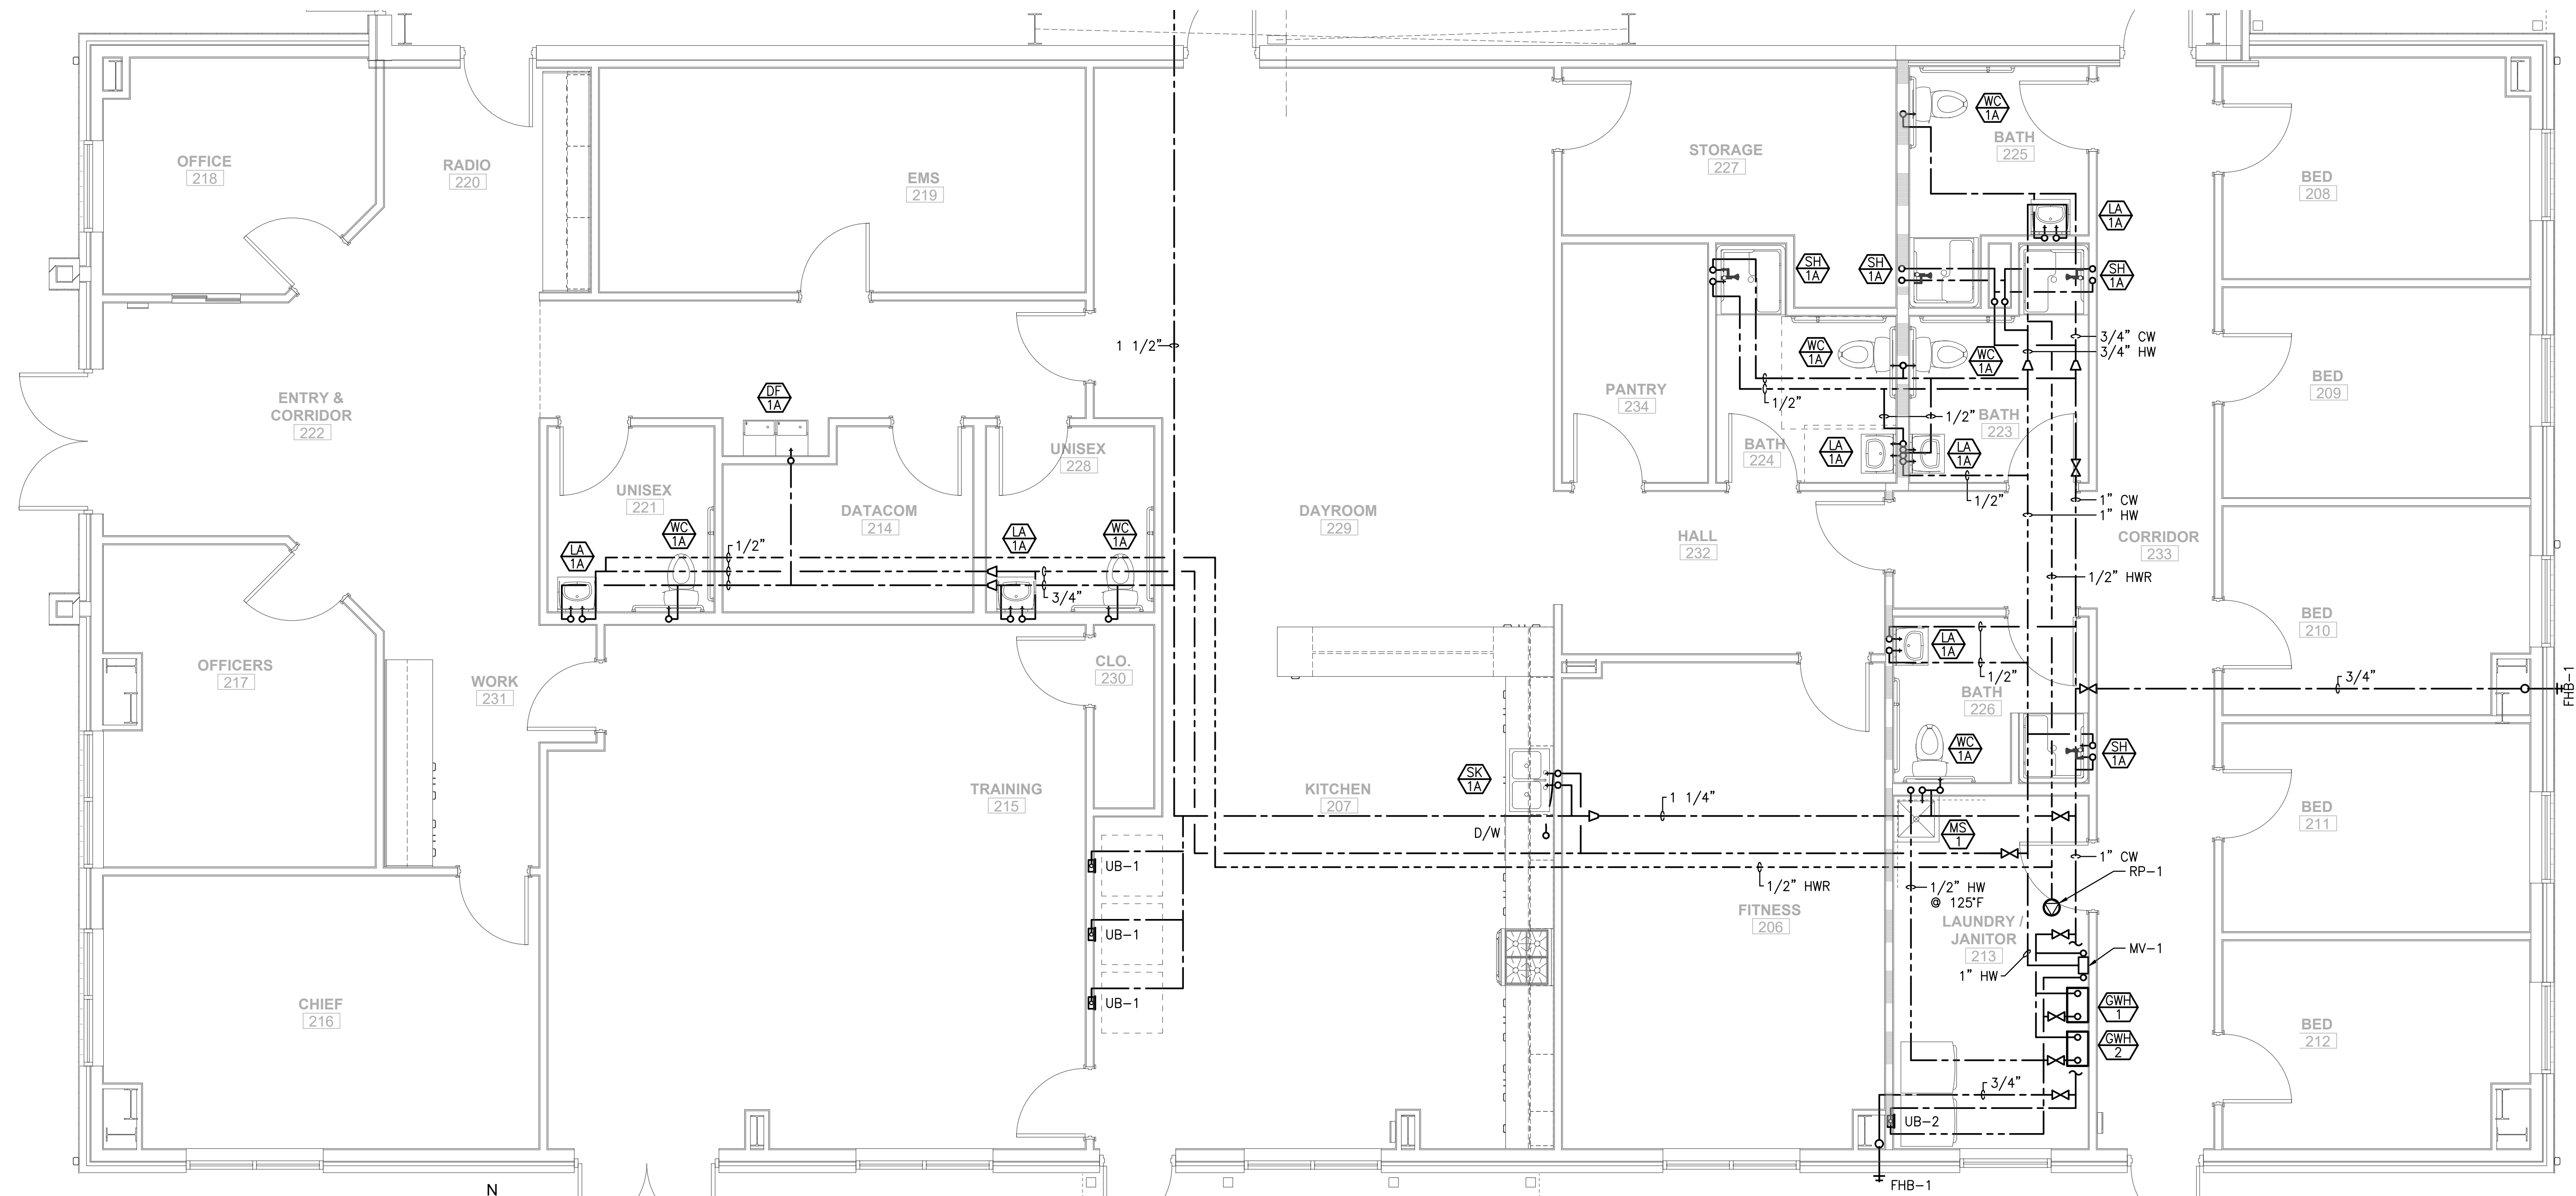 OFFICE
218
RADIO
220
EMS
219
STORAGE
227
WC
1A
BATH
225
BED
208
LA
1A
SH
1A
SH
1A
SH
1A
1 1/2"
3/4" CW
3/4" HW
WC
1A
WC
1A
ENTRY &
CORRIDOR
222
DF
1A
PANTRY
234
1/2"
1/2"
BATH
223
BED
209
UNISEX
228
BATH
224
LA
1A
LA
1A
UNISEX
221
DATACOM
214
DAYROOM
229
1/2"
1" CW
1" HW
HALL
232
CORRIDOR
233
LA
1A
WC
1A
1/2"
LA
1A
WC
1A
3/4"
1/2" HWR
BED
210
OFFICERS
217
WORK
231
CLO.
230
LA
1A
1/2"
BATH
226
3/4"
FHB-1
WC
1A
SH
1A
TRAINING
215
KITCHEN
207
SK
1A
1 1/4"
D/W
MS
1
BED
211
UB-1
1" CW
RP-1
1/2" HWR
1/2" HW
@ 125°F
FITNESS
206
LAUNDRY /
JANITOR
213
UB-1
MV-1
1" HW
CHIEF
216
UB-1
GWH
1
GWH
2
BED
212
3/4"
UB-2
FHB-1
N